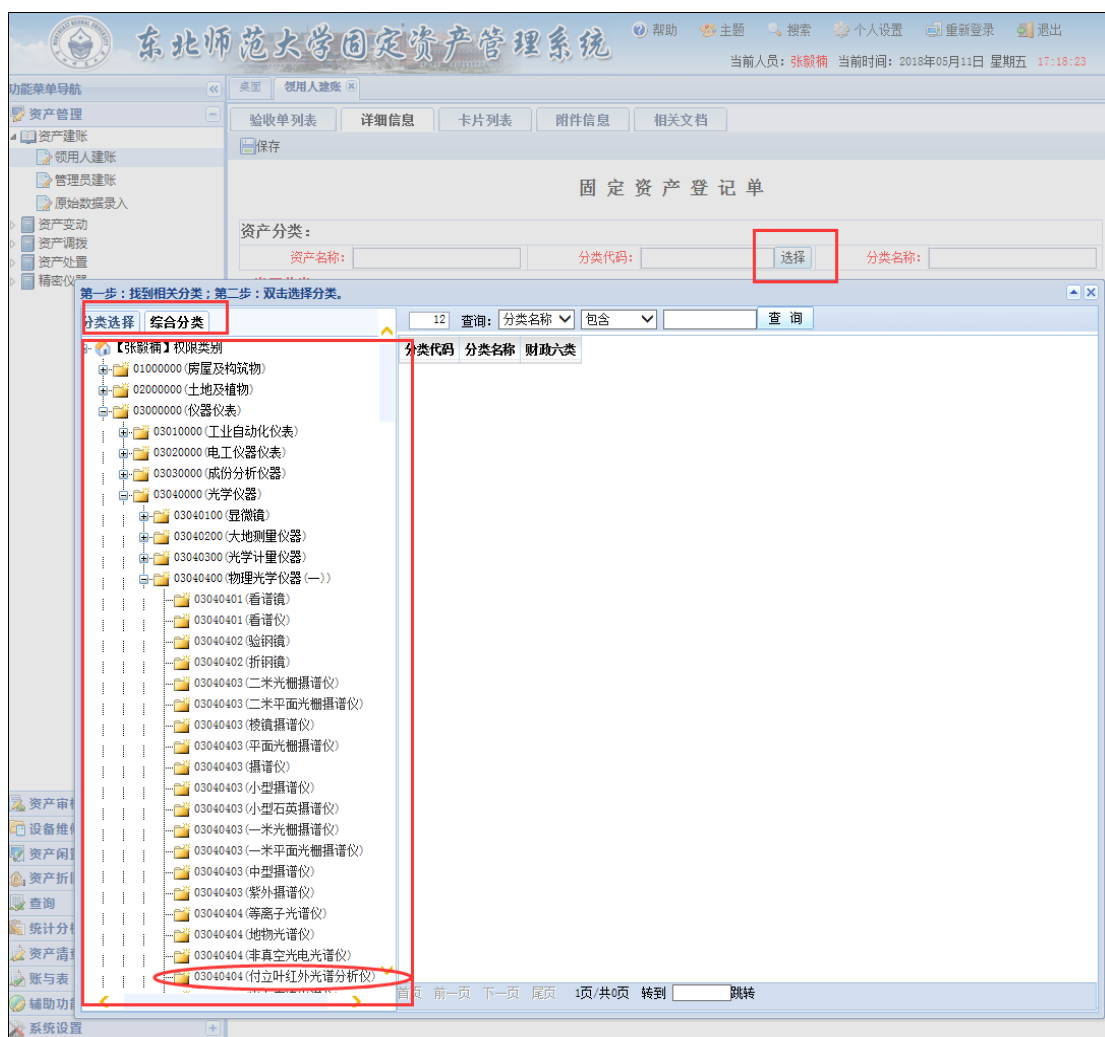 东北师范大学固定资产管理系统
帮助 主题 搜索 个人设置 重新登录 退出
当前人员：张毅楠 当前时间：2018年05月11日 星期五 17:18:23
功能菜单导航
桌面 领用人建账
资产管理
资产建账
领用人建账
管理员建账
原始数据录入
资产变动
资产调拨
资产处置
精密仪器
验收单列表 详细信息 卡片列表 附件信息 相关文档
保存
固 定 资 产 登 记 单
资产分类：
资产名称： 分类代码： 选择 分类名称：
第一步：找到相关分类；第二步：双击选择分类。
分类选择 综合分类
12 查询： 分类名称 包含 查 询
分类代码 分类名称 财政六类
【张毅楠】权限类别
01000000(房屋及构筑物)
02000000(土地及植物)
03000000(仪器仪表)
03010000(工业自动化仪表)
03020000(电工仪器仪表)
03030000(成份分析仪器)
03040000(光学仪器)
03040100(显微镜)
03040200(大地测量仪器)
03040300(光学计量仪器)
03040400(物理光学仪器(一))
03040401(看谱镜)
03040401(看谱仪)
03040402(验钢镜)
03040402(折钢镜)
03040403(二米光栅摄谱仪)
03040403(二米平面光栅摄谱仪)
03040403(棱镜摄谱仪)
03040403(平面光栅摄谱仪)
03040403(摄谱仪)
03040403(小型摄谱仪)
03040403(小型石英摄谱仪)
03040403(一米光栅摄谱仪)
03040403(一米平面光栅摄谱仪)
03040403(中型摄谱仪)
03040403(紫外摄谱仪)
03040404(等离子光谱仪)
03040404(地物光谱仪)
03040404(非真空光电光谱仪)
03040404(付立叶红外光谱分析仪)
首页 前一页 下一页 尾页 1页/共0页 转到 跳转
资产审核
设备维
资产闲
资产折
查询
统计分
资产清
账与表
辅助功
系统设置